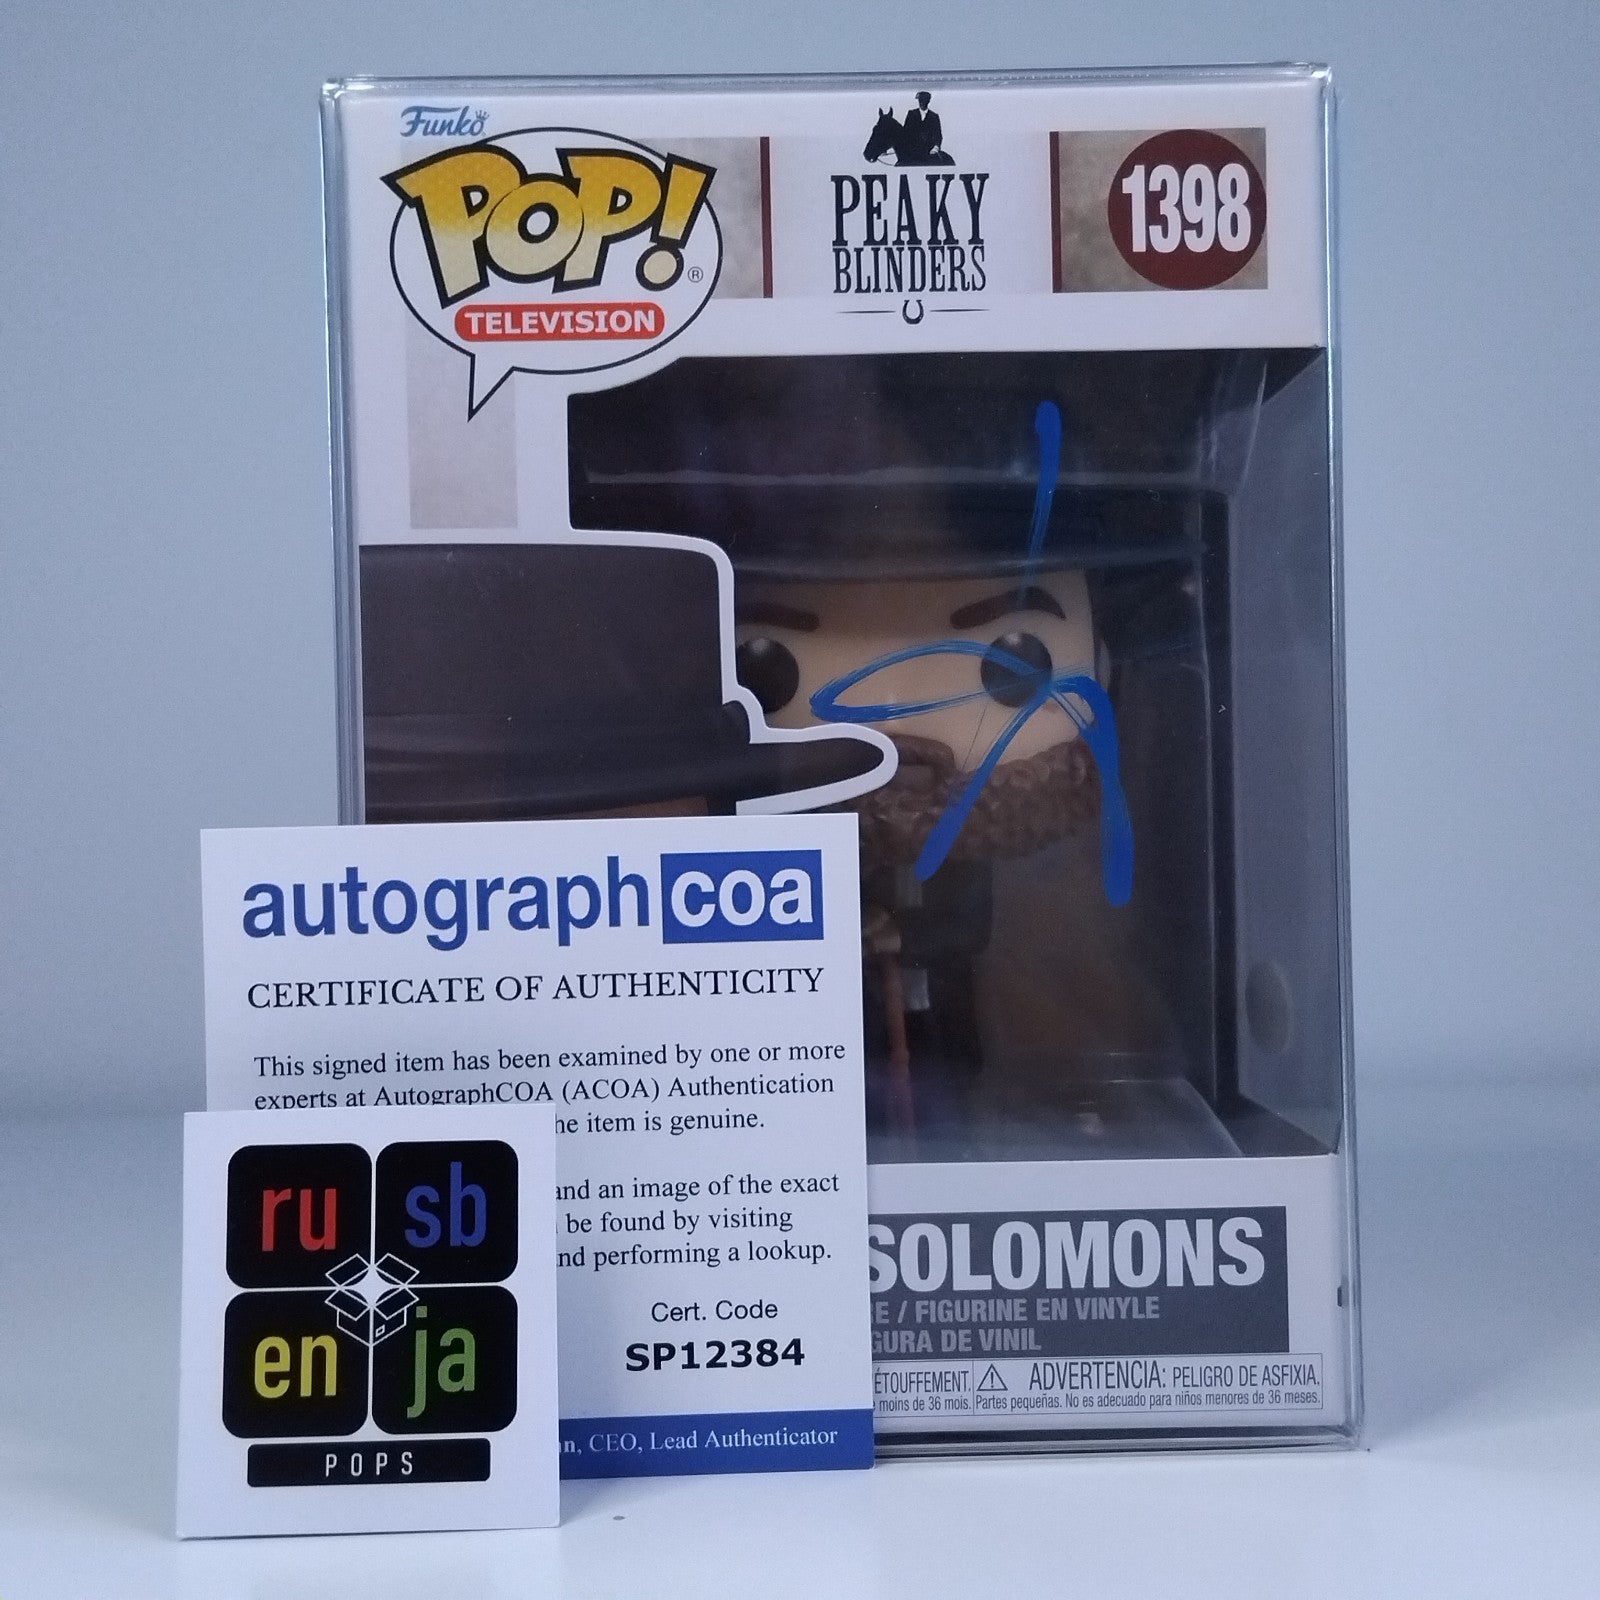 Funko
POP!
®
TELEVISION
PEAKY
BLINDERS
1398
autograph coa
CERTIFICATE OF AUTHENTICITY
This signed item has been examined by one or more
experts at AutographCOA (ACOA) Authentication
he item is genuine.
and an image of the exact
be found by visiting
nd performing a lookup.
Cert. Code
SP12384
n, CEO, Lead Authenticator
ru sb
en ja
POPS
SOLOMONS
E / FIGURINE EN VINYLE
GURA DE VINIL
ÉTOUFFEMENT.
moins de 36 mois.
ADVERTENCIA: PELIGRO DE ASFIXIA.
Partes pequeñas. No es adecuado para niños menores de 36 meses.